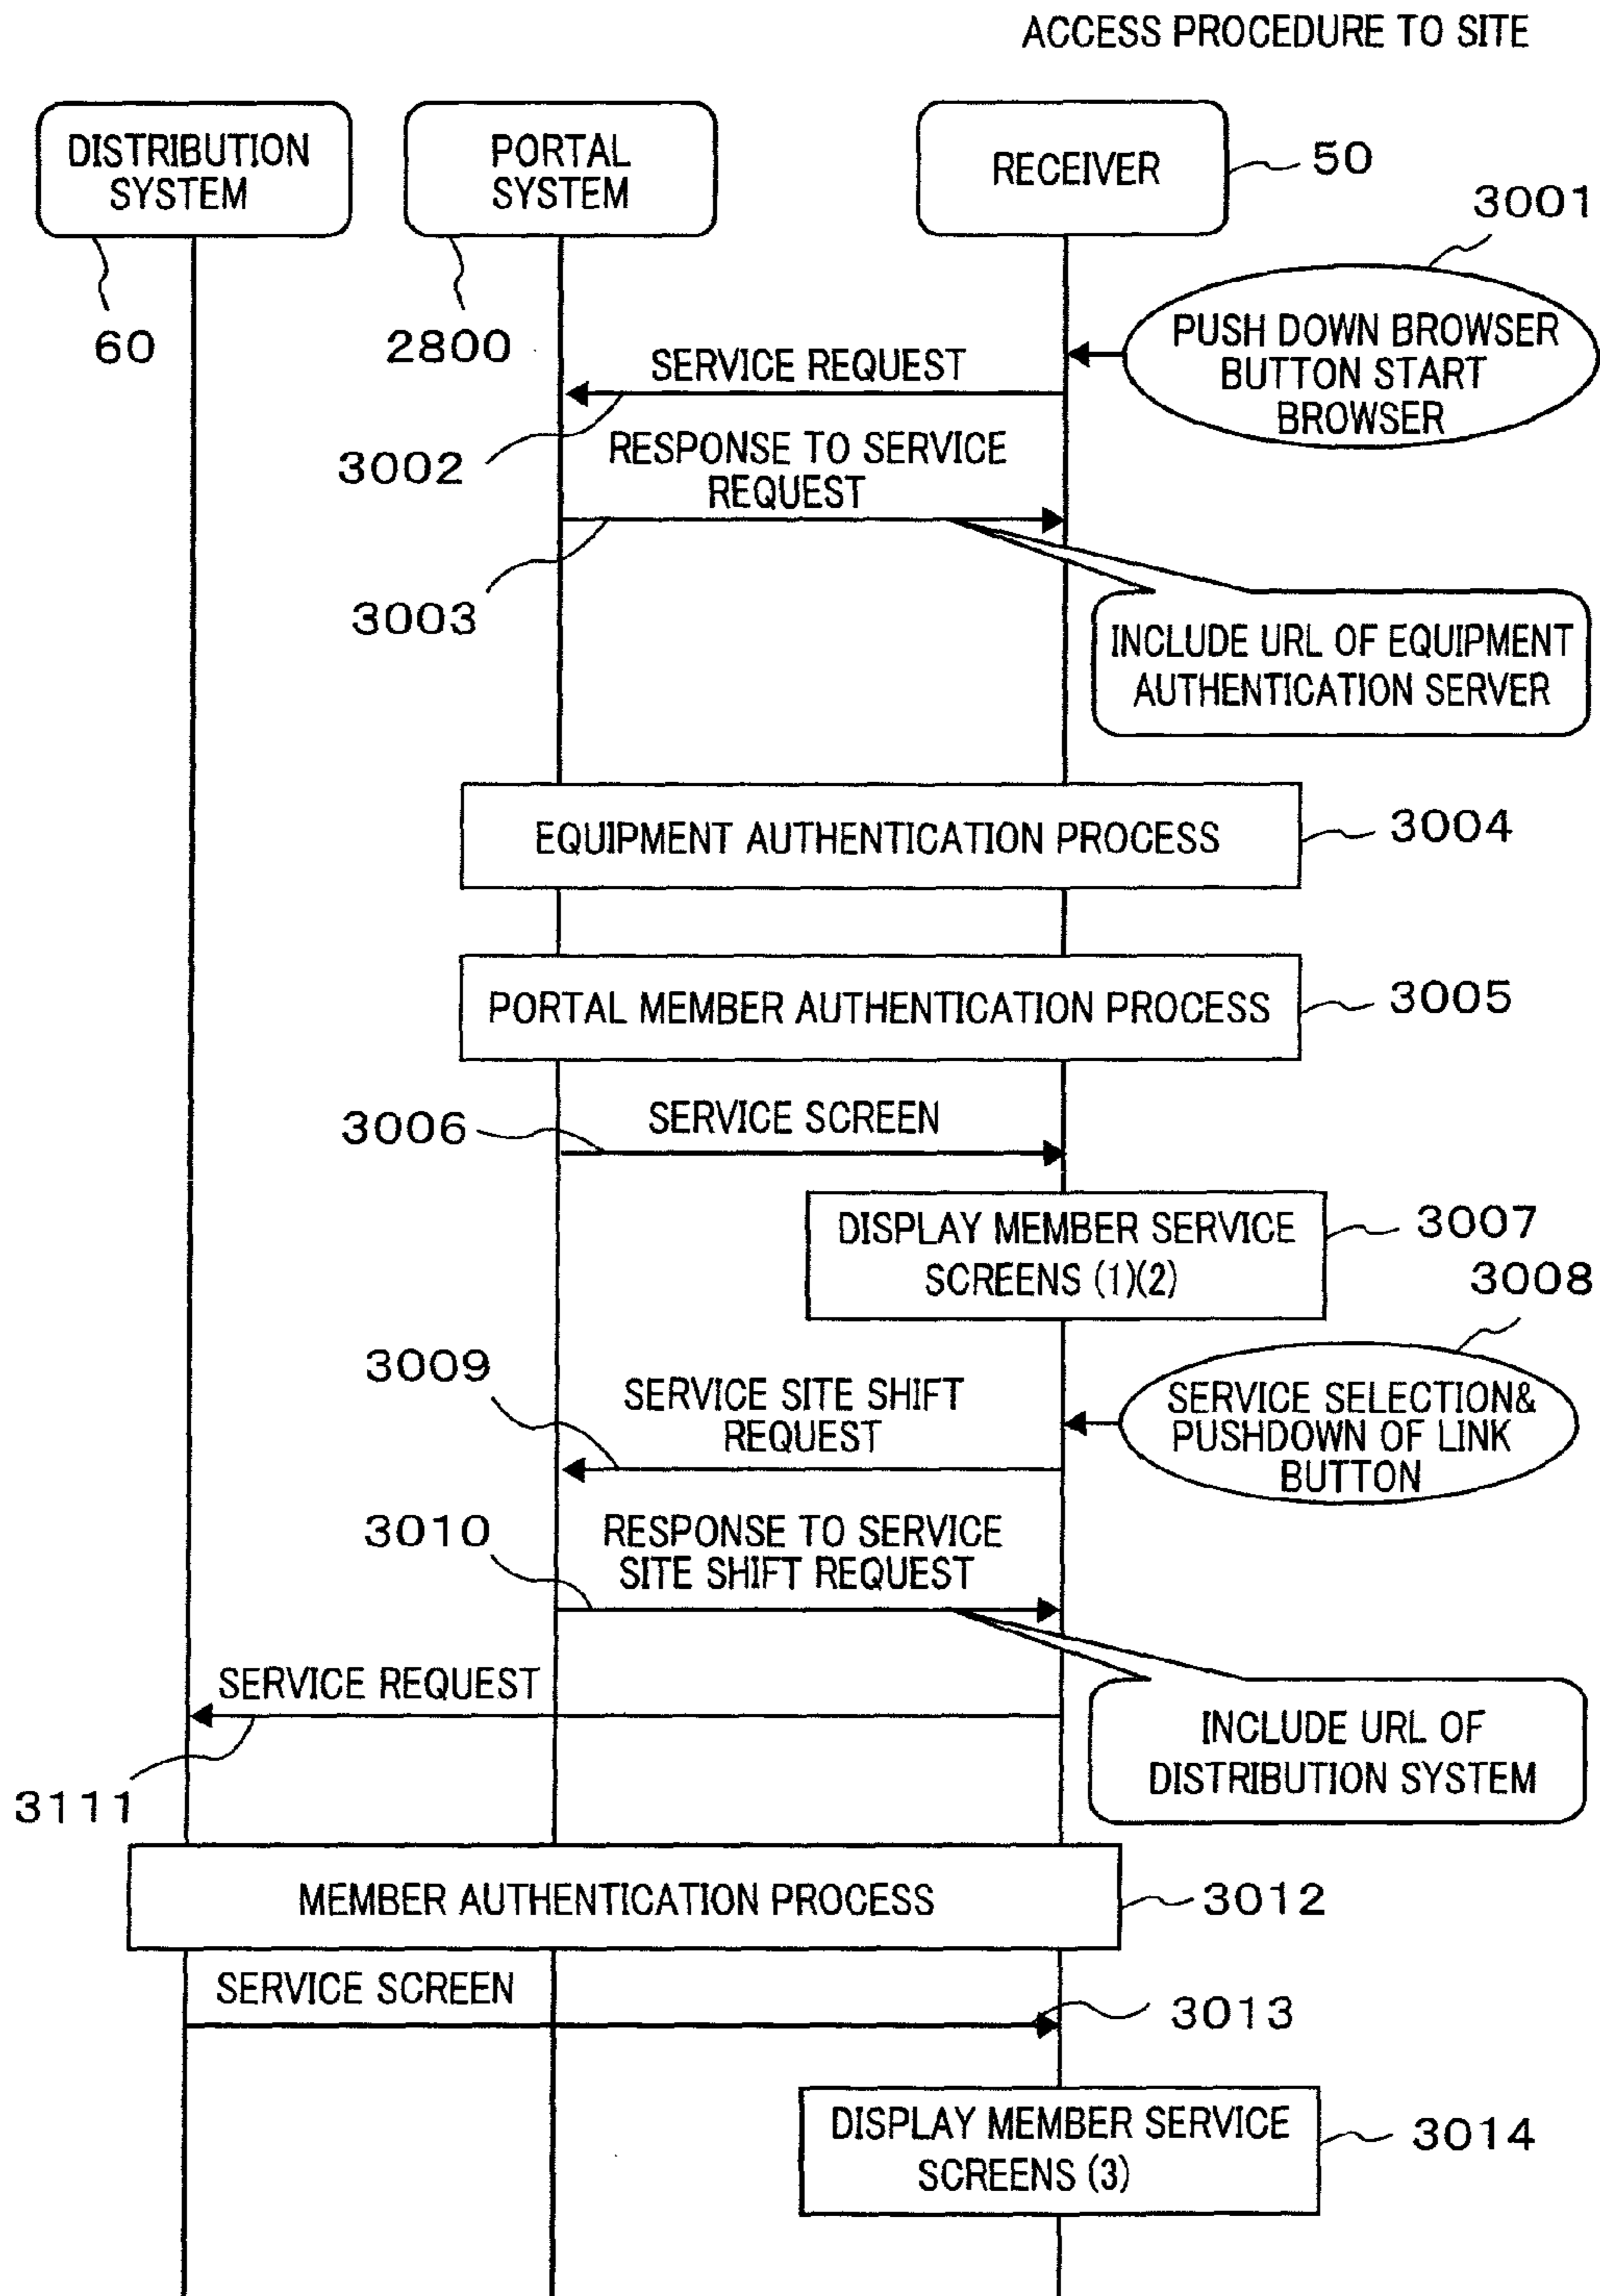 ACCESS PROCEDURE TO SITE
DISTRIBUTION
SYSTEM
PORTAL
SYSTEM
RECEIVER
50
3001
60
2800
PUSH DOWN BROWSER
BUTTON START
BROWSER
SERVICE REQUEST
3002
RESPONSE TO SERVICE
REQUEST
3003
INCLUDE URL OF EQUIPMENT
AUTHENTICATION SERVER
EQUIPMENT AUTHENTICATION PROCESS
3004
PORTAL MEMBER AUTHENTICATION PROCESS
3005
3006
SERVICE SCREEN
DISPLAY MEMBER SERVICE
SCREENS (1)(2)
3007
3008
3009
SERVICE SITE SHIFT
REQUEST
SERVICE SELECTION&
PUSHDOWN OF LINK
BUTTON
3010
RESPONSE TO SERVICE
SITE SHIFT REQUEST
SERVICE REQUEST
3111
INCLUDE URL OF
DISTRIBUTION SYSTEM
MEMBER AUTHENTICATION PROCESS
3012
SERVICE SCREEN
3013
DISPLAY MEMBER SERVICE
SCREENS (3)
3014